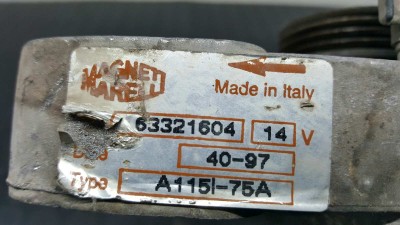 MAGNETI
MARELLI
Made in Italy
63321604 14 V
40-97
Type A115I-75A